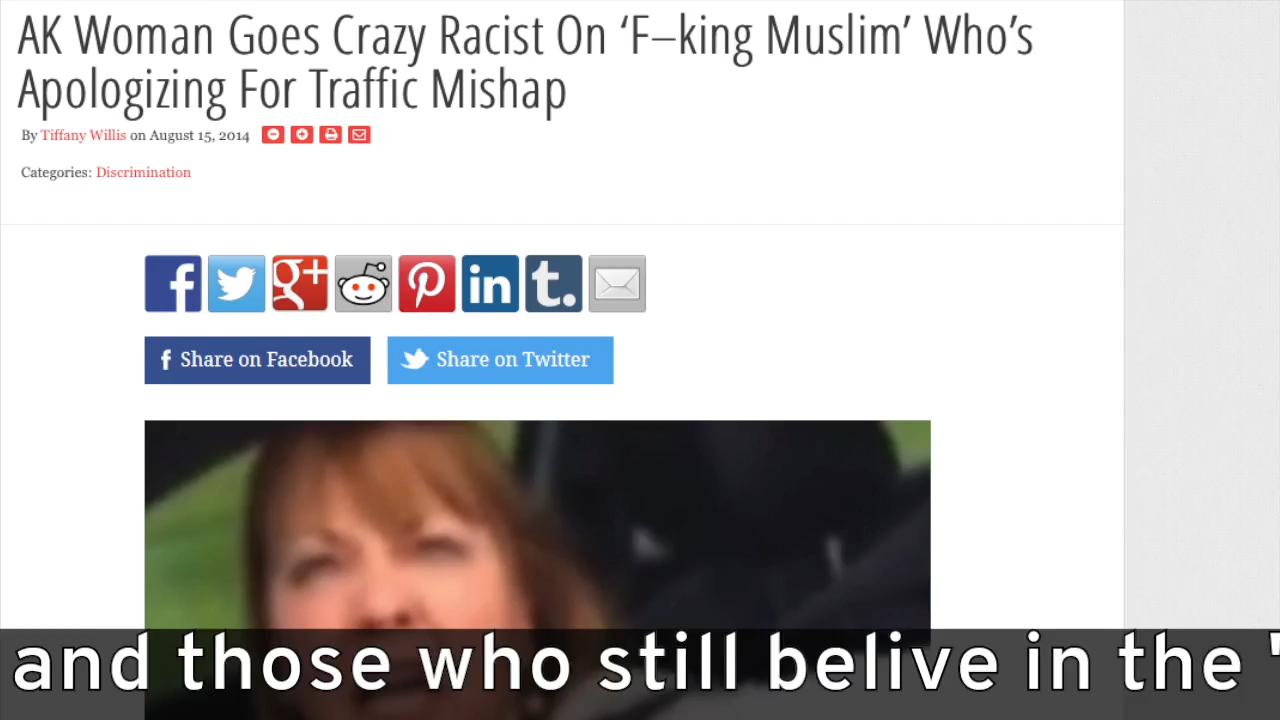 AK Woman Goes Crazy Racist On ‘F–king Muslim’ Who’s
Apologizing For Traffic Mishap
By Tiffany Willis on August 15, 2014
Categories: Discrimination
f g+ in t.
f Share on Facebook Share on Twitter
and those who still belive in the '